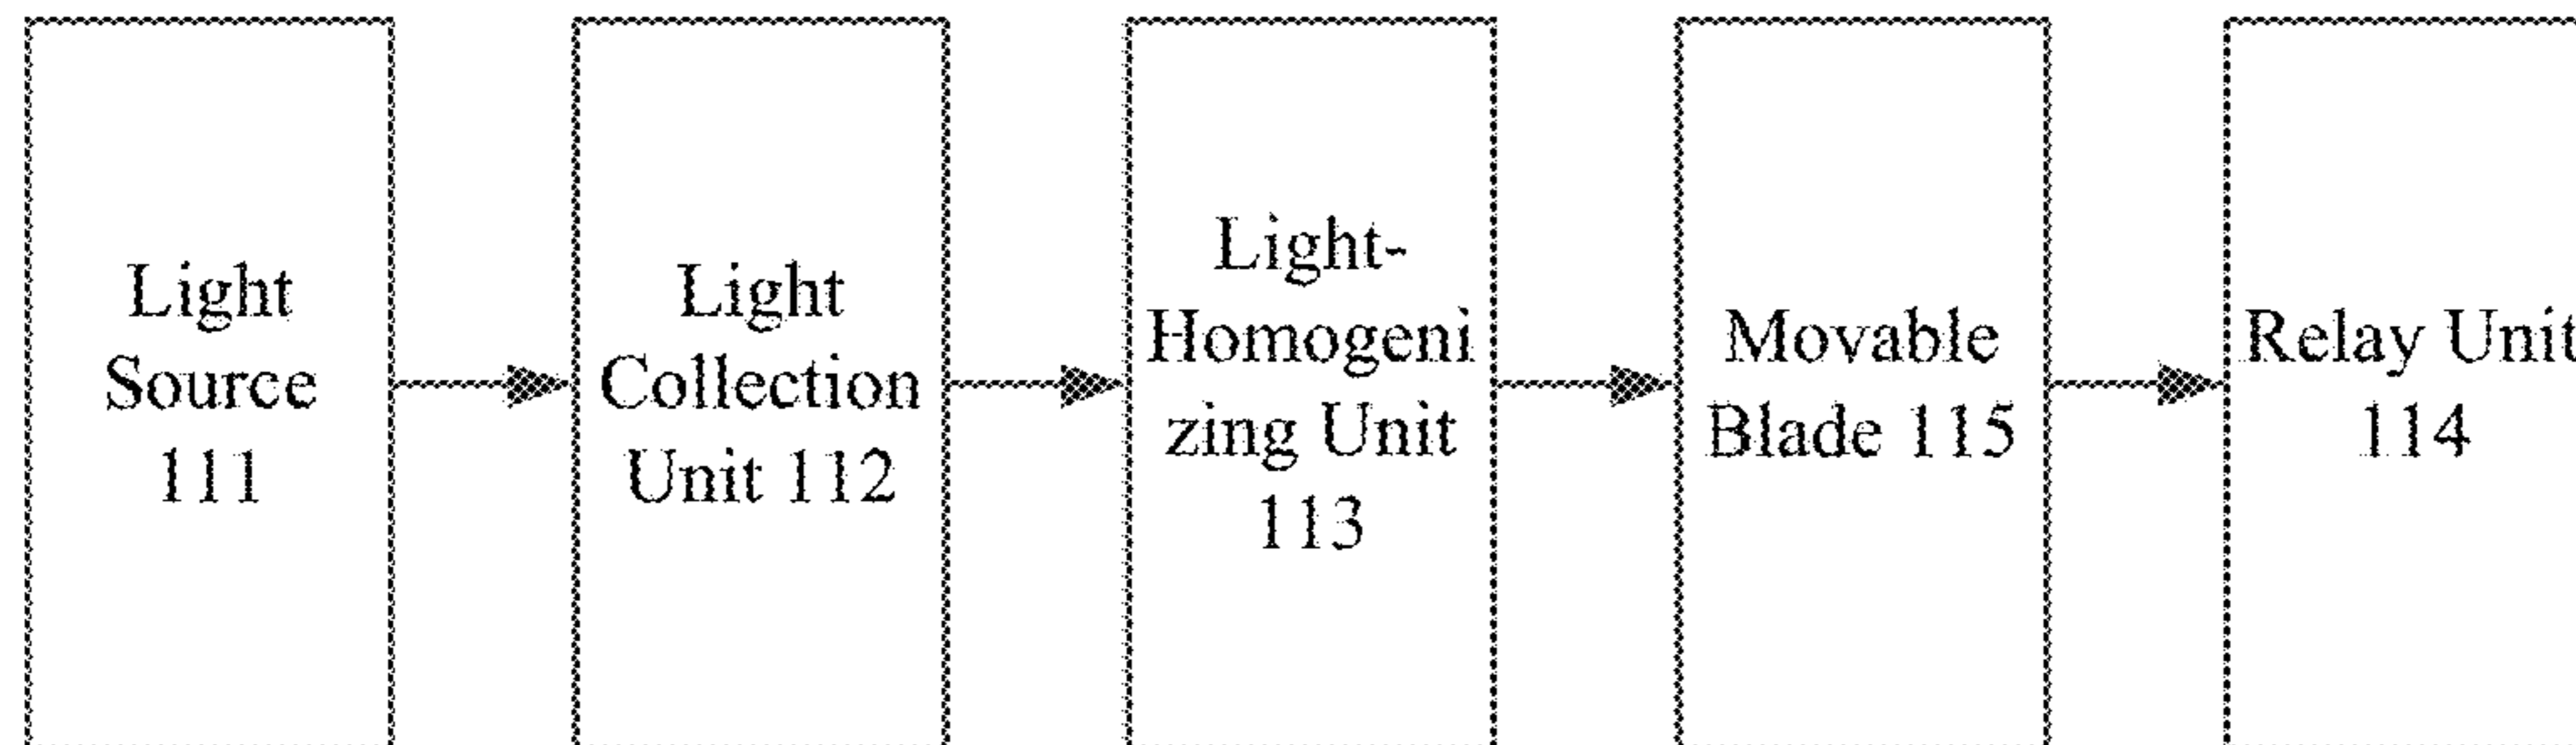 Light
Source
111
Light
Collection
Unit 112
Light-
Homogeni
zing Unit
113
Movable
Blade 115
Relay Unit
114